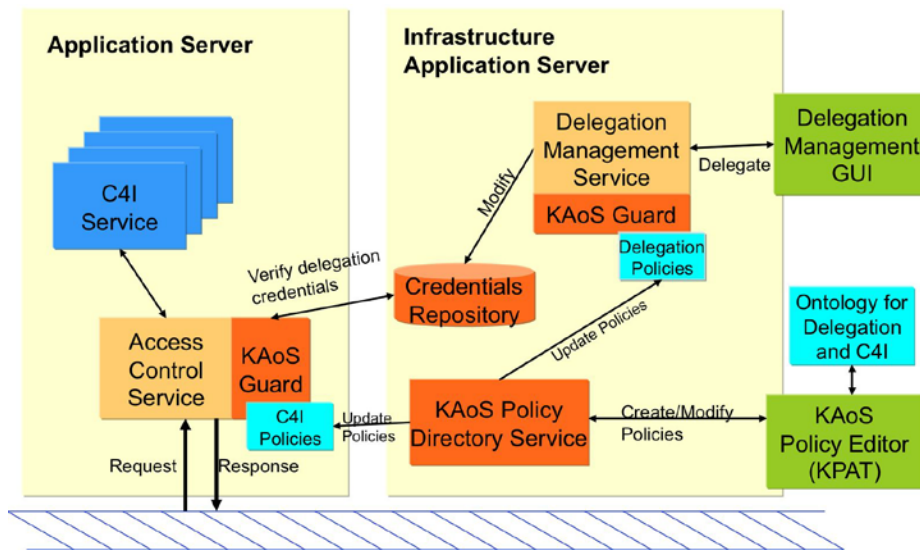 Application Server
Infrastructure
Application Server
C4I
Service
Delegation
Management
Service
KAoS Guard
Delegation
Policies
Delegate
Delegation
Management
GUI
Modify
Verify delegation
credentials
Credentials
Repository
Ontology for
Delegation
and C4I
Access
Control
Service
KAoS
Guard
C4I
Policies
Update
Policies
Update Policies
KAoS Policy
Directory Service
Create/Modify
Policies
KAoS
Policy Editor
(KPAT)
Request
Response